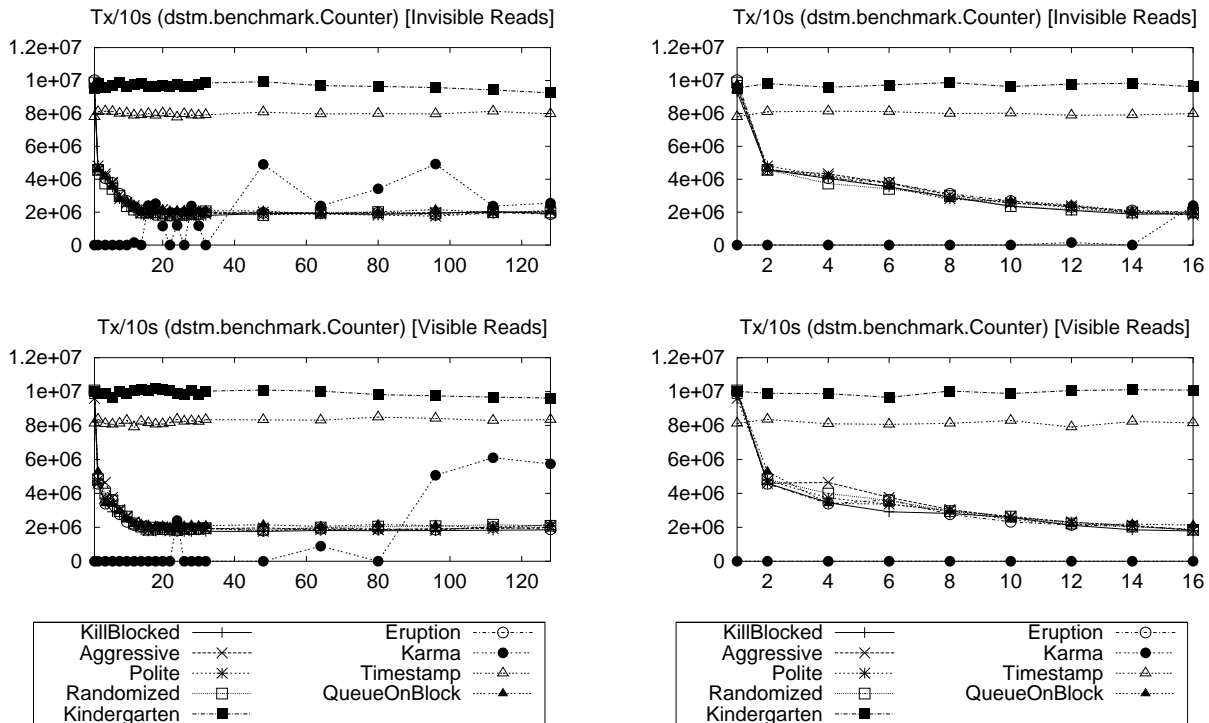 Tx/10s (dstm.benchmark.Counter) [Invisible Reads]
1.2e+07
1e+07
8e+06
6e+06
4e+06
2e+06
0
20 40 60 80 100 120
Tx/10s (dstm.benchmark.Counter) [Invisible Reads]
1.2e+07
1e+07
8e+06
6e+06
4e+06
2e+06
0
2 4 6 8 10 12 14 16
Tx/10s (dstm.benchmark.Counter) [Visible Reads]
1.2e+07
1e+07
8e+06
6e+06
4e+06
2e+06
0
20 40 60 80 100 120
Tx/10s (dstm.benchmark.Counter) [Visible Reads]
1.2e+07
1e+07
8e+06
6e+06
4e+06
2e+06
0
2 4 6 8 10 12 14 16
KillBlocked
Aggressive
Polite
Randomized
Kindergarten
Eruption
Karma
Timestamp
QueueOnBlock
KillBlocked
Aggressive
Polite
Randomized
Kindergarten
Eruption
Karma
Timestamp
QueueOnBlock